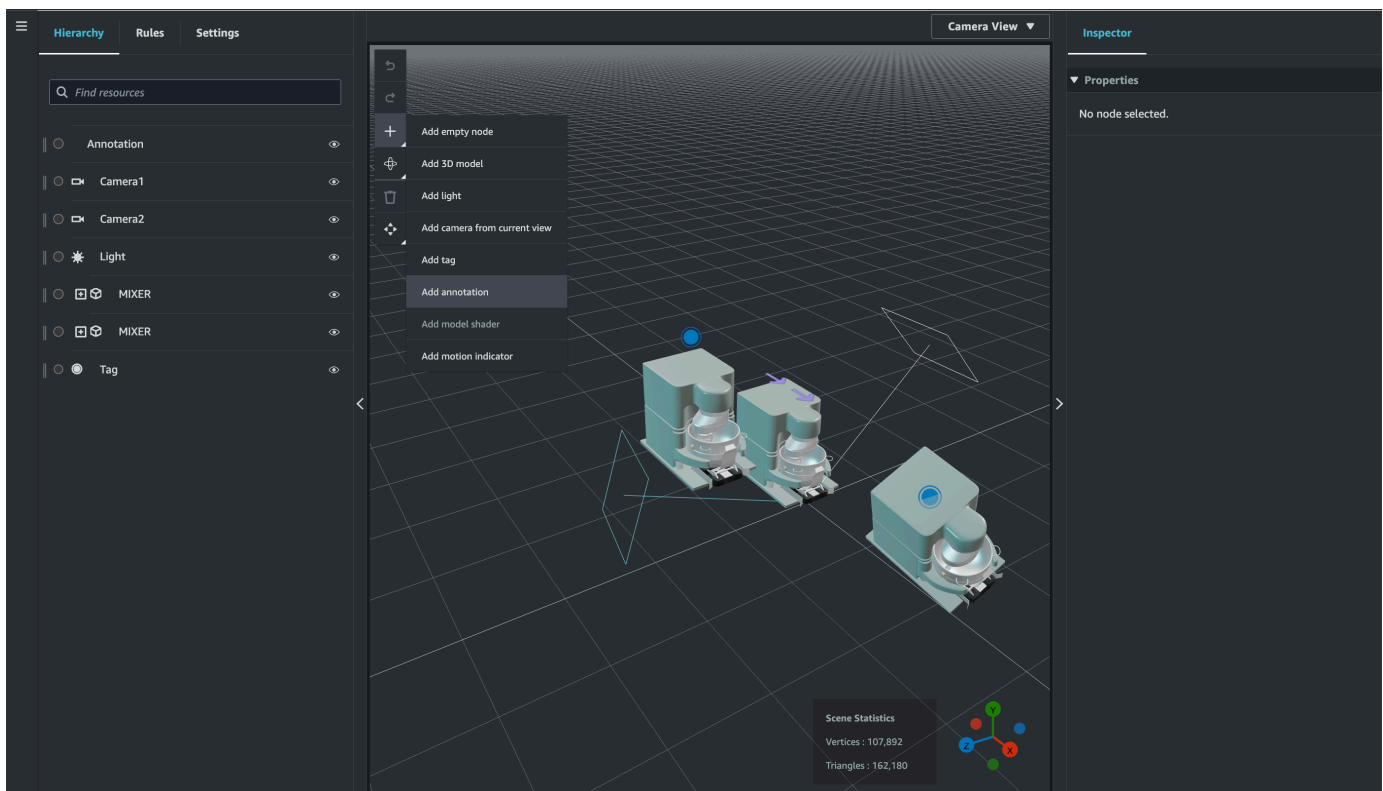 Hierarchy Rules Settings
Find resources
Annotation
Camera1
Camera2
Light
MIXER
MIXER
Tag
Camera View
Add empty node
Add 3D model
Add light
Add camera from current view
Add tag
Add annotation
Add model shader
Add motion indicator
Scene Statistics
Vertices : 107,892
Triangles : 162,180
Y
Z
X
Inspector
Properties
No node selected.